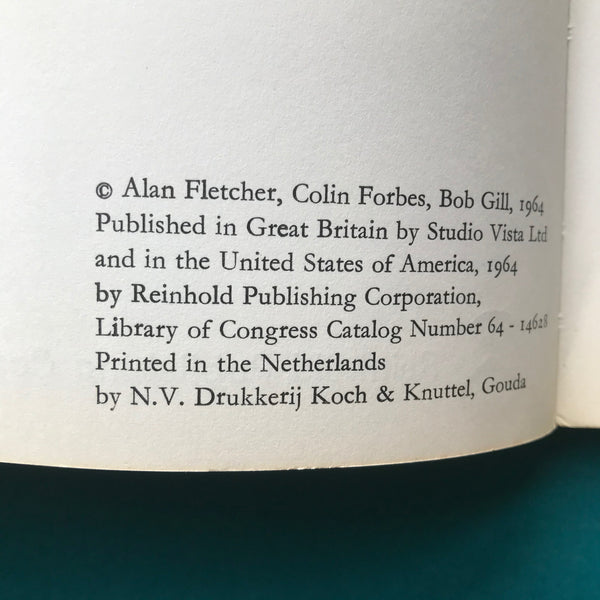 © Alan Fletcher, Colin Forbes, Bob Gill, 1964
Published in Great Britain by Studio Vista Ltd
and in the United States of America, 1964
by Reinhold Publishing Corporation,
Library of Congress Catalog Number 64 - 14628
Printed in the Netherlands
by N.V. Drukkerij Koch & Knuttel, Gouda